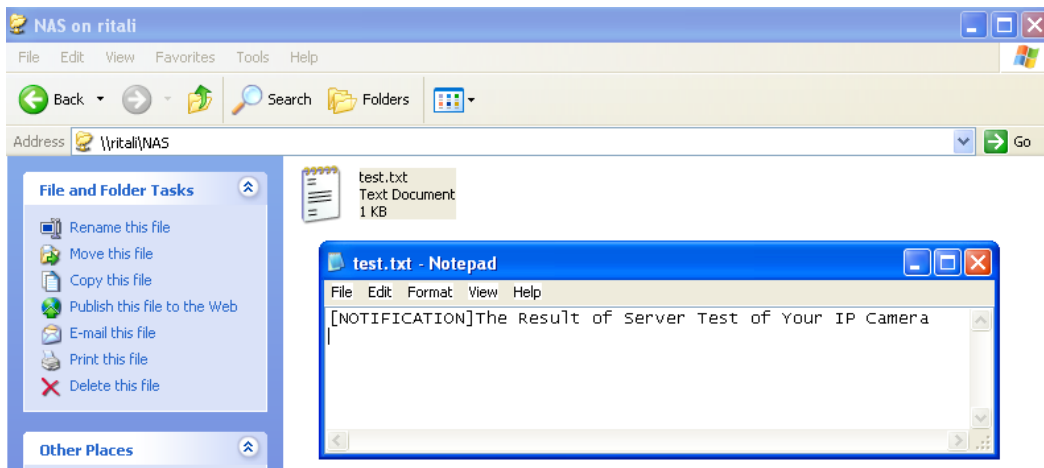 NAS on ritali
File Edit View Favorites Tools Help
Back Search Folders
Address \\ritali\NAS Go
File and Folder Tasks
Rename this file
Move this file
Copy this file
Publish this file to the Web
E-mail this file
Print this file
Delete this file
Other Places
test.txt
Text Document
1 KB
test.txt - Notepad
File Edit Format View Help
[NOTIFICATION]The Result of Server Test of Your IP Camera